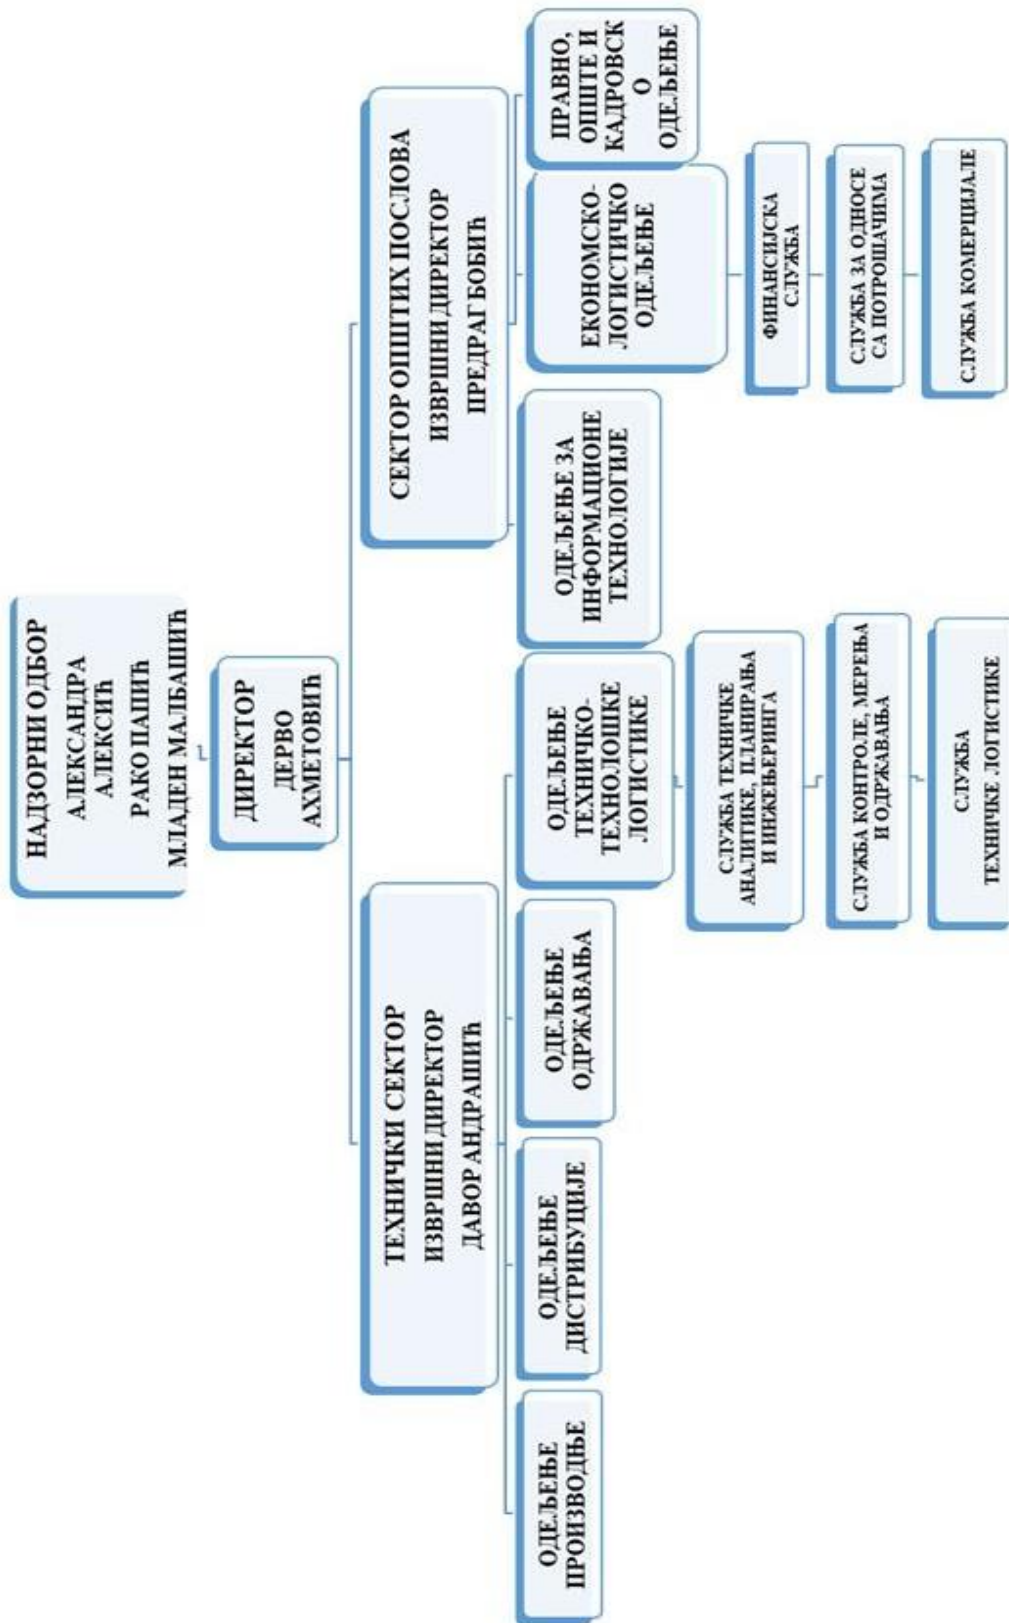 НАДЗОРНИ ОДБОР
АЛЕКСАНДРА
АЛЕКСИЋ
РАКО ПАПИЋ
МЛАДЕН МАЛБАШИЋ
ДИРЕКТОР
ДЕРВО
АХМЕТОВИЋ
ТЕХНИЧКИ СЕКТОР
ИЗВРШНИ ДИРЕКТОР
ДАВОР АНДРАШИЋ
СЕКТОР ОПШТИХ ПОСЛОВА
ИЗВРШНИ ДИРЕКТОР
ПРЕДРАГ БОБИЋ
ОДЕЉЕЊЕ
ПРОИЗВОДЊЕ
ОДЕЉЕЊЕ
ДИСТРИБУЦИЈЕ
ОДЕЉЕЊЕ
ОДРЖАВАЊА
ОДЕЉЕЊЕ
ТЕХНИЧКО-
ТЕХНОЛОШКЕ
ЛОГИСТИКЕ
СЛУЖБА ТЕХНИЧКЕ
АНАЛИТИКЕ, ПЛАНИРАЊА
И ИНЖЕЊЕРИНГА
СЛУЖБА КОНТРОЛЕ, МЕРЕЊА
И ОДРЖАВАЊА
СЛУЖБА
ТЕХНИЧКЕ ЛОГИСТИКЕ
ОДЕЉЕЊЕ ЗА
ИНФОРМАЦИОНЕ
ТЕХНОЛОГИЈЕ
ЕКОНОМСКО-
ЛОГИСТИЧКО
ОДЕЉЕЊЕ
ФИНАНСИЈСКА
СЛУЖБА
СЛУЖБА ЗА ОДНОСЕ
СА ПОТРОШАЧИМА
СЛУЖБА КОМЕРЦИЈАЛЕ
ПРАВНО,
ОПШТЕ И
КАДРОВСК
О
ОДЕЉЕЊЕ